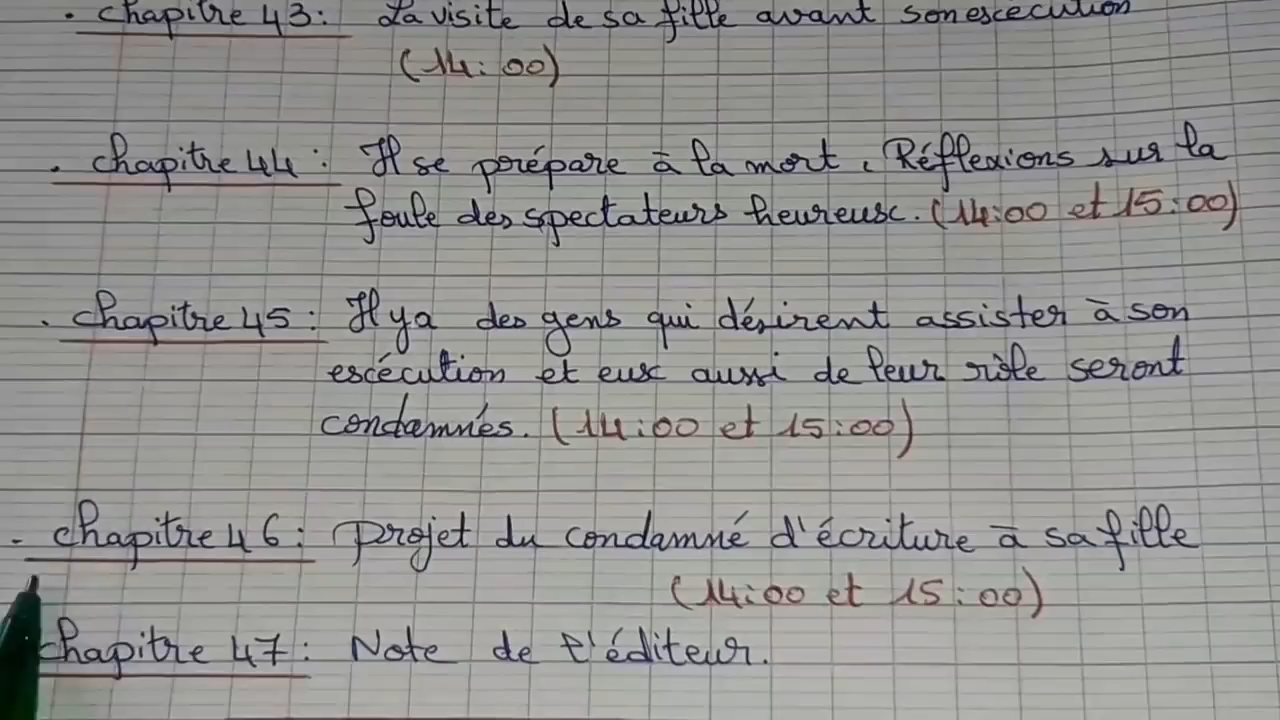 . chapitre 43 : La visite de sa fille avant son escecution
(14:00)
. chapitre 44 : Il se prépare à la mort. Réflexions sur la
foule des spectateurs heureuse. (14:00 et 15:00)
. chapitre 45 : Il y a des gens qui désirent assister à son
escécution et eux aussi de leur rôle seront
condamnés. (14:00 et 15:00)
- chapitre 46 : projet du condamné d'écriture à sa fille
(14:00 et 15:00)
chapitre 47 : Note de l'éditeur.